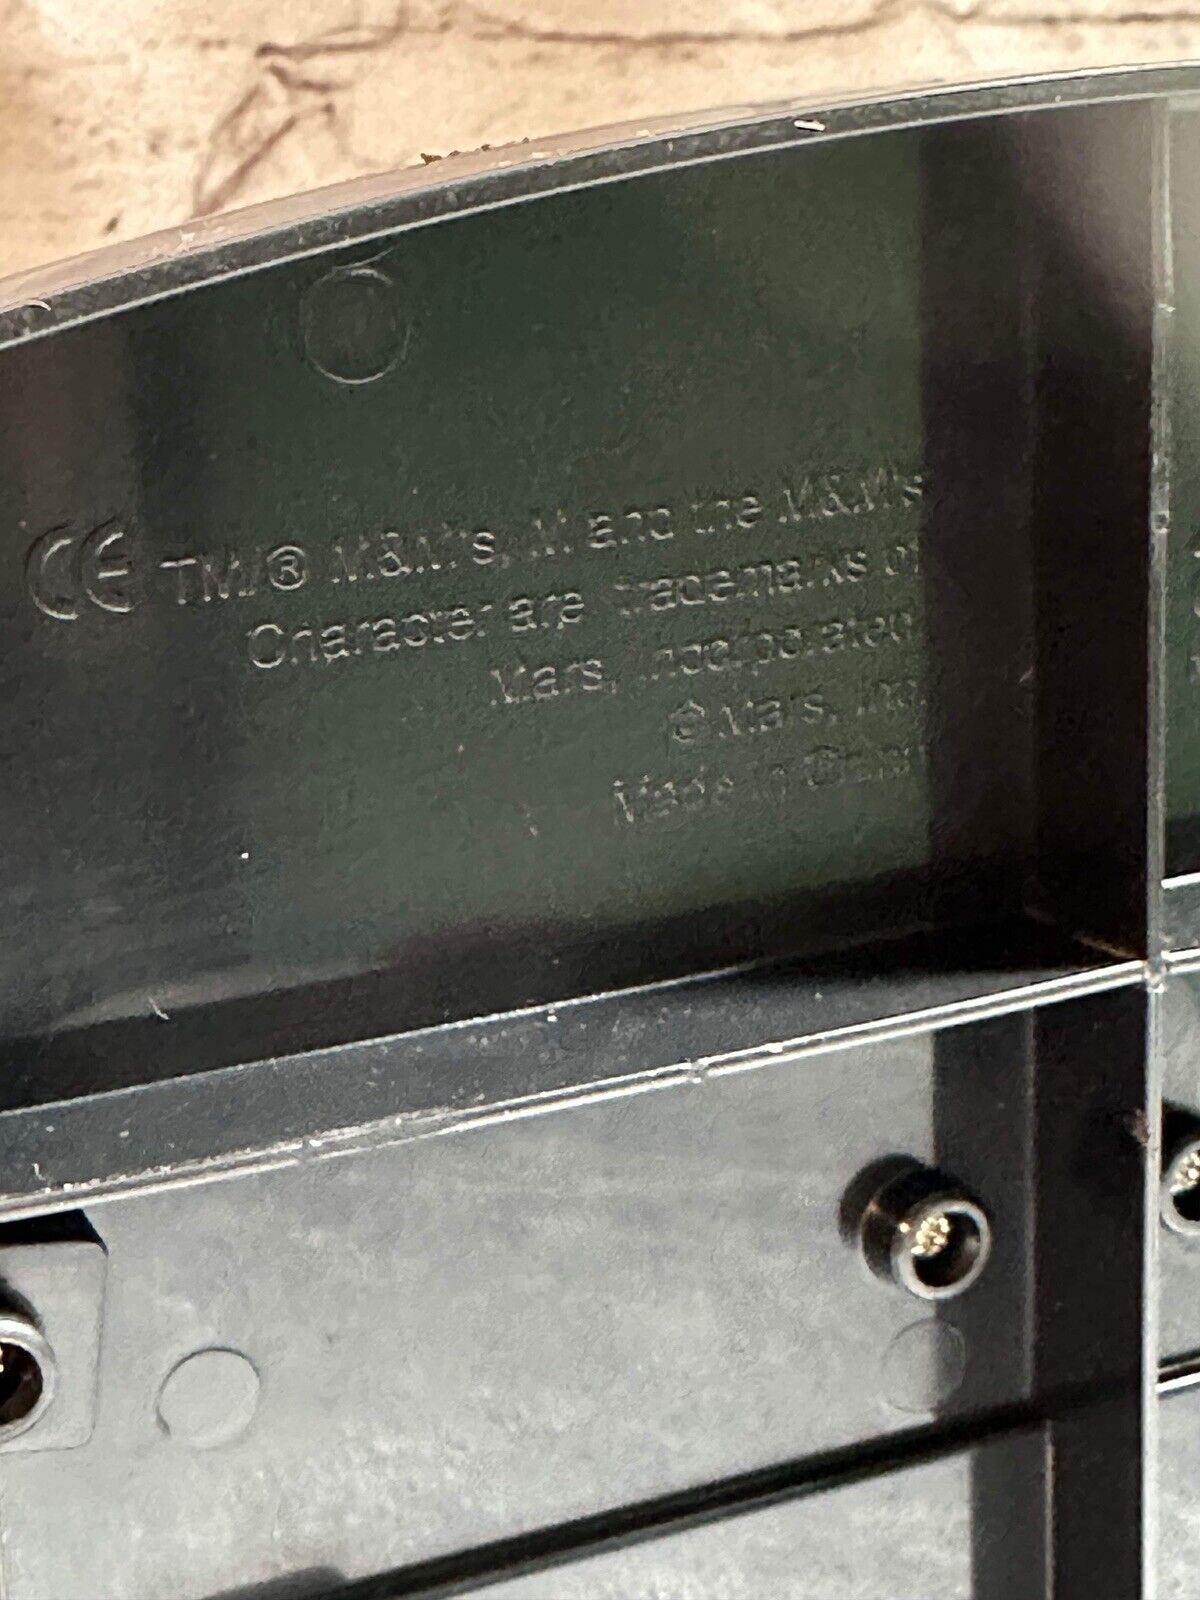 CE TM/® M&M's, M and the M&M's
Character are trademarks of
Mars, Incorporated.
© Mars, Inc.
Made in China